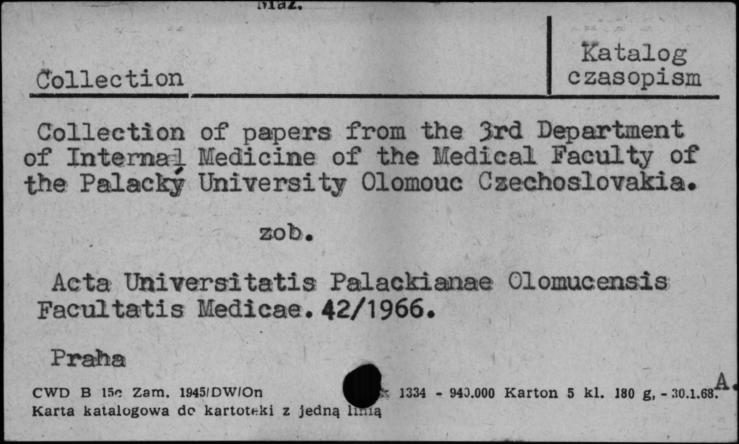 Maz.
Katalog
czasopism
Collection
Collection of papers from the 3rd Department
of Internal Medicine of the Medical Faculty of
the Palacký University Olomouc Czechoslovakia.
zob.
Acta Universitatis Palackianae Olomucensis
Facultatis Medicae. 42/1966.
Praha
A.
CWD B 15c Zam. 1945/DW/On 1334 - 940.000 Karton 5 kl. 180 g, - 30.1.68.
Karta katalogowa do kartoteki z jedną linią